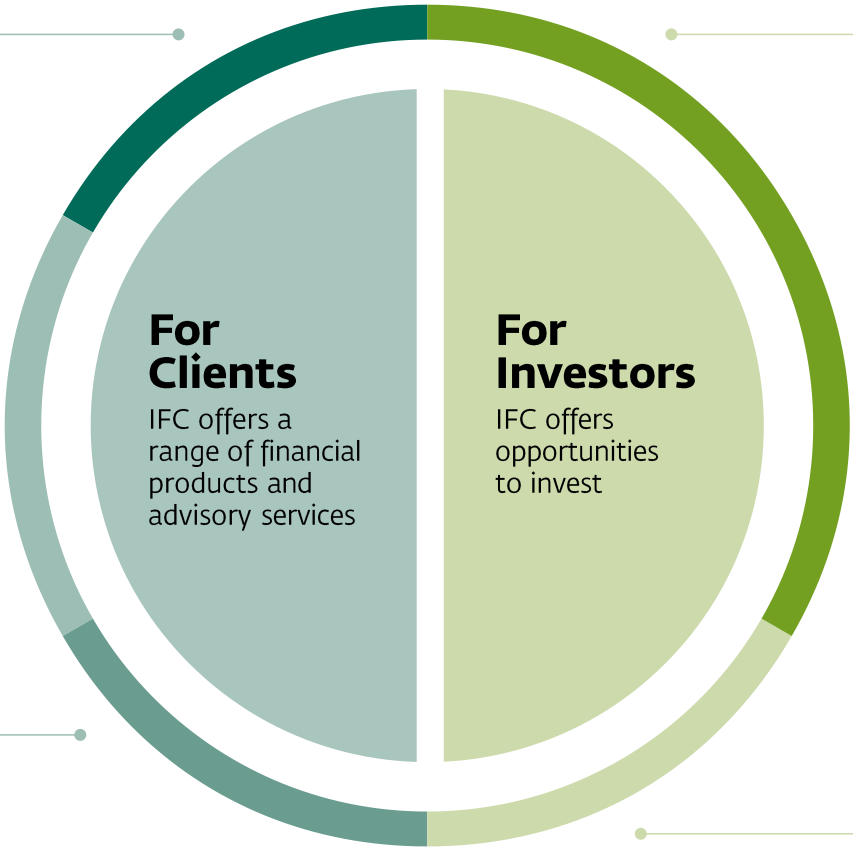 For
Clients
IFC offers a
range of financial
products and
advisory services
For
Investors
IFC offers
opportunities
to invest